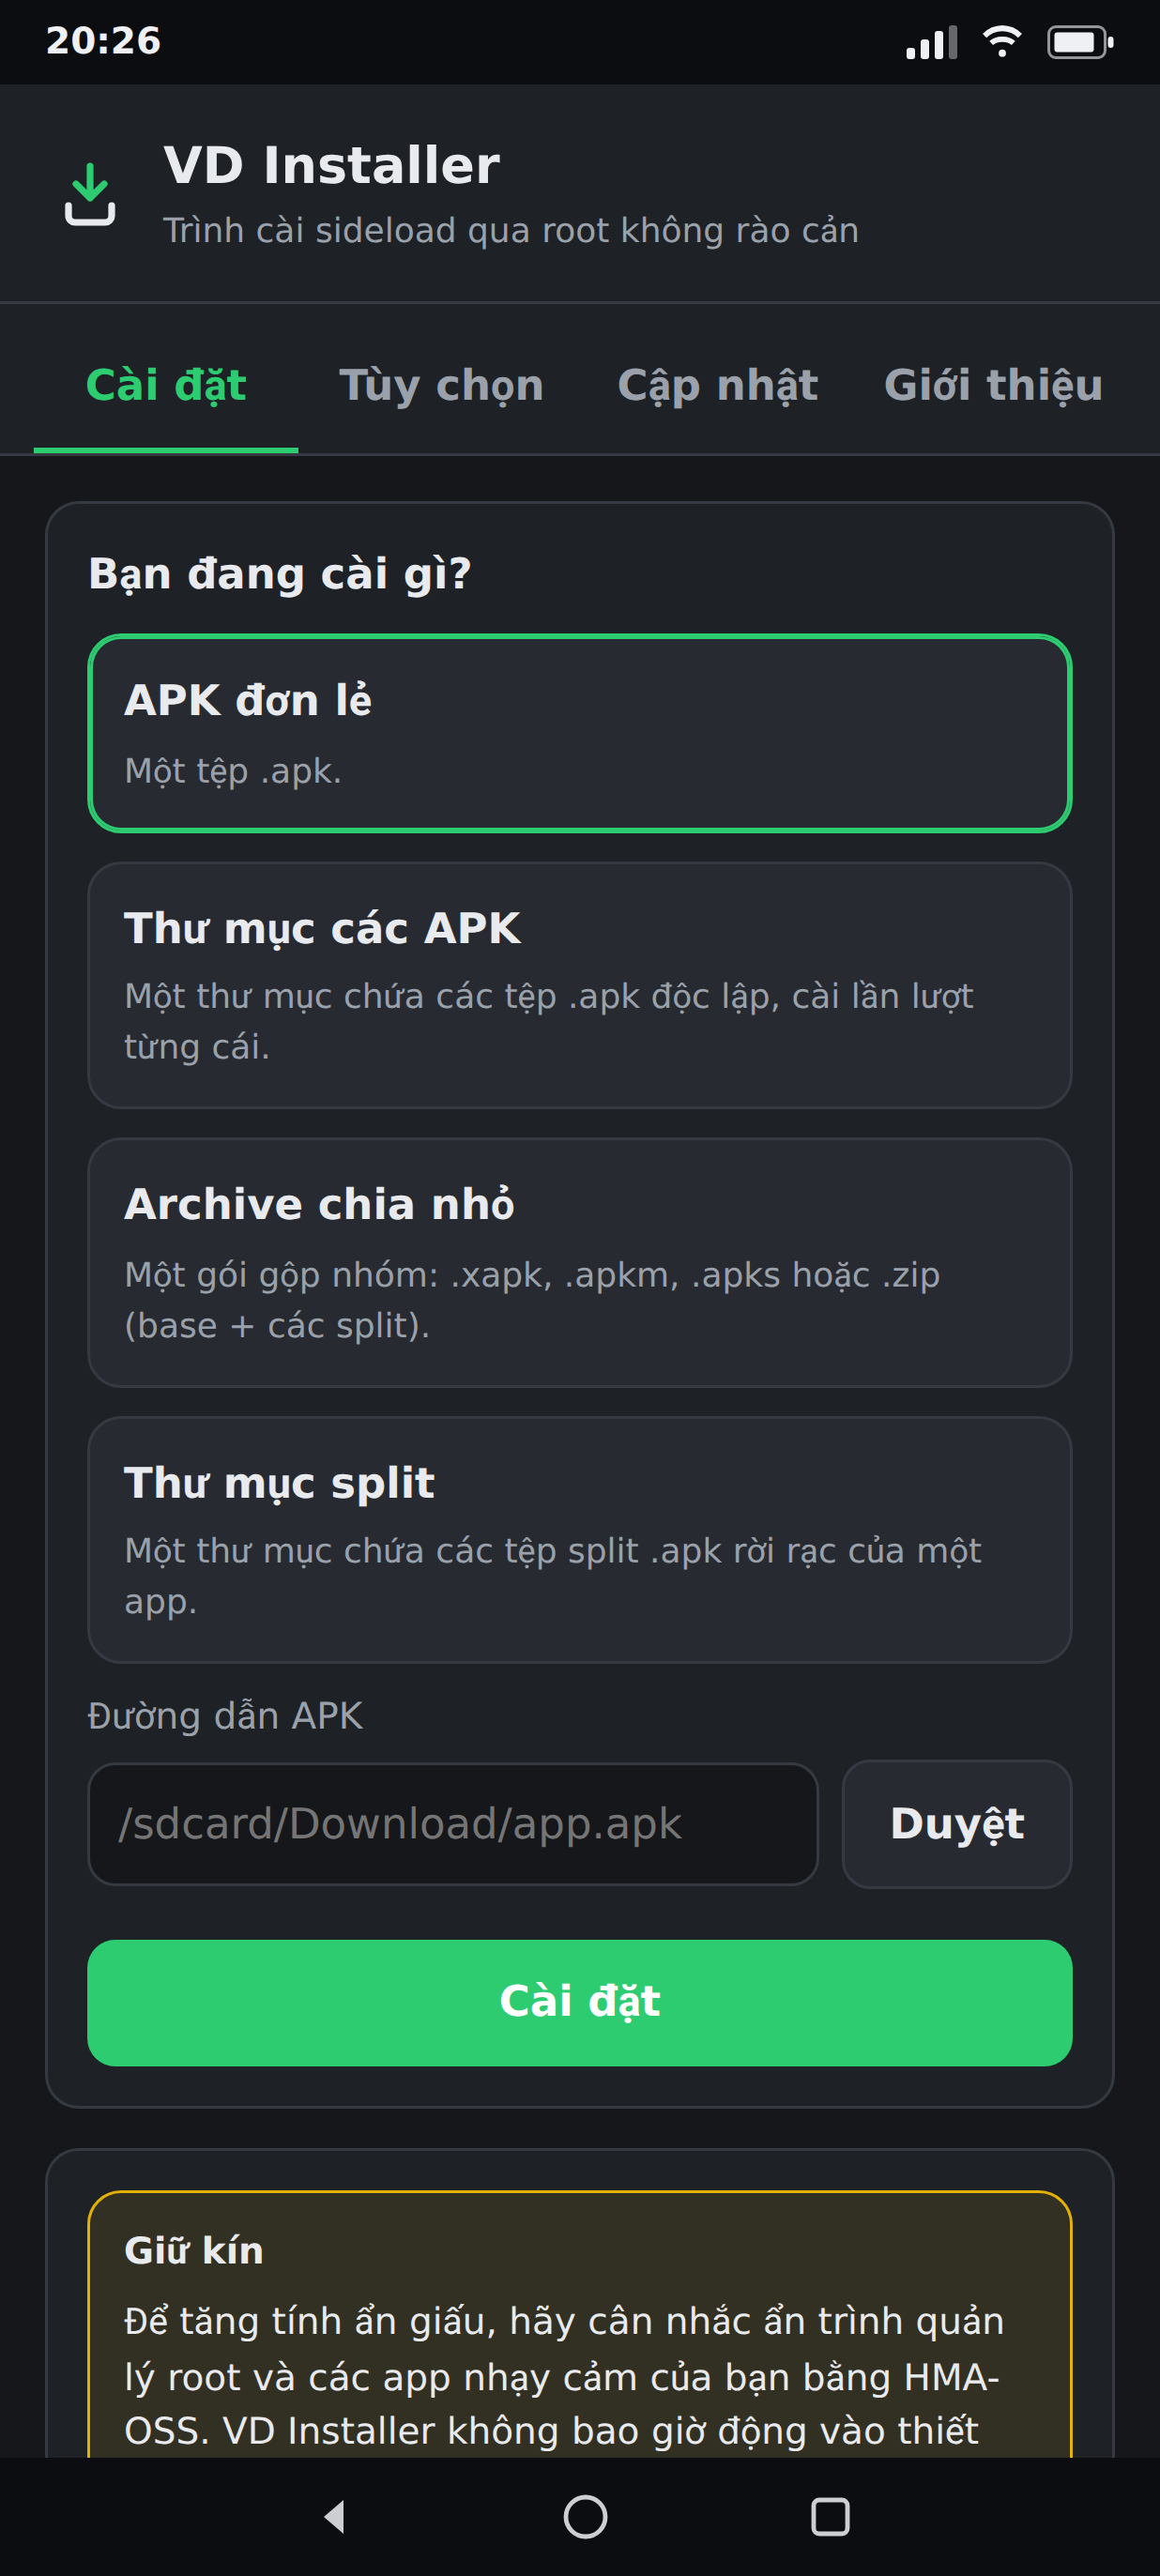 20:26
VD Installer
Trình cài sideload qua root không rào cản
Cài đặt
Tùy chọn
Cập nhật
Giới thiệu
Bạn đang cài gì?
APK đơn lẻ
Một tệp .apk.
Thư mục các APK
Một thư mục chứa các tệp .apk độc lập, cài lần lượt
từng cái.
Archive chia nhỏ
Một gói gộp nhóm: .xapk, .apkm, .apks hoặc .zip
(base + các split).
Thư mục split
Một thư mục chứa các tệp split .apk rời rạc của một
app.
Đường dẫn APK
/sdcard/Download/app.apk
Duyệt
Cài đặt
Giữ kín
Để tăng tính ẩn giấu, hãy cân nhắc ẩn trình quản
lý root và các app nhạy cảm của bạn bằng HMA-
OSS. VD Installer không bao giờ động vào thiết